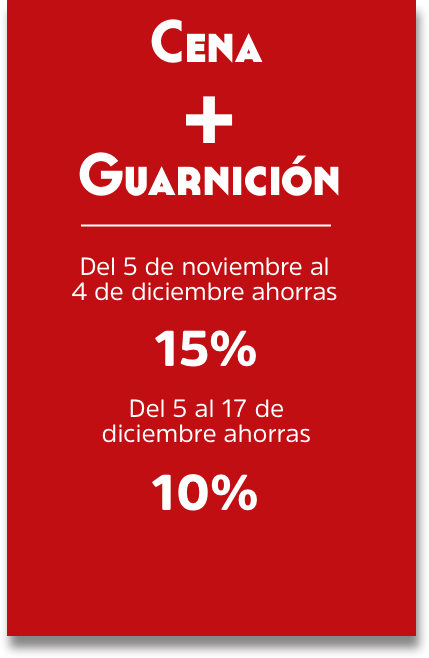 Cena
+
Guarnición
Del 5 de noviembre al
4 de diciembre ahorras
15%
Del 5 al 17 de
diciembre ahorras
10%